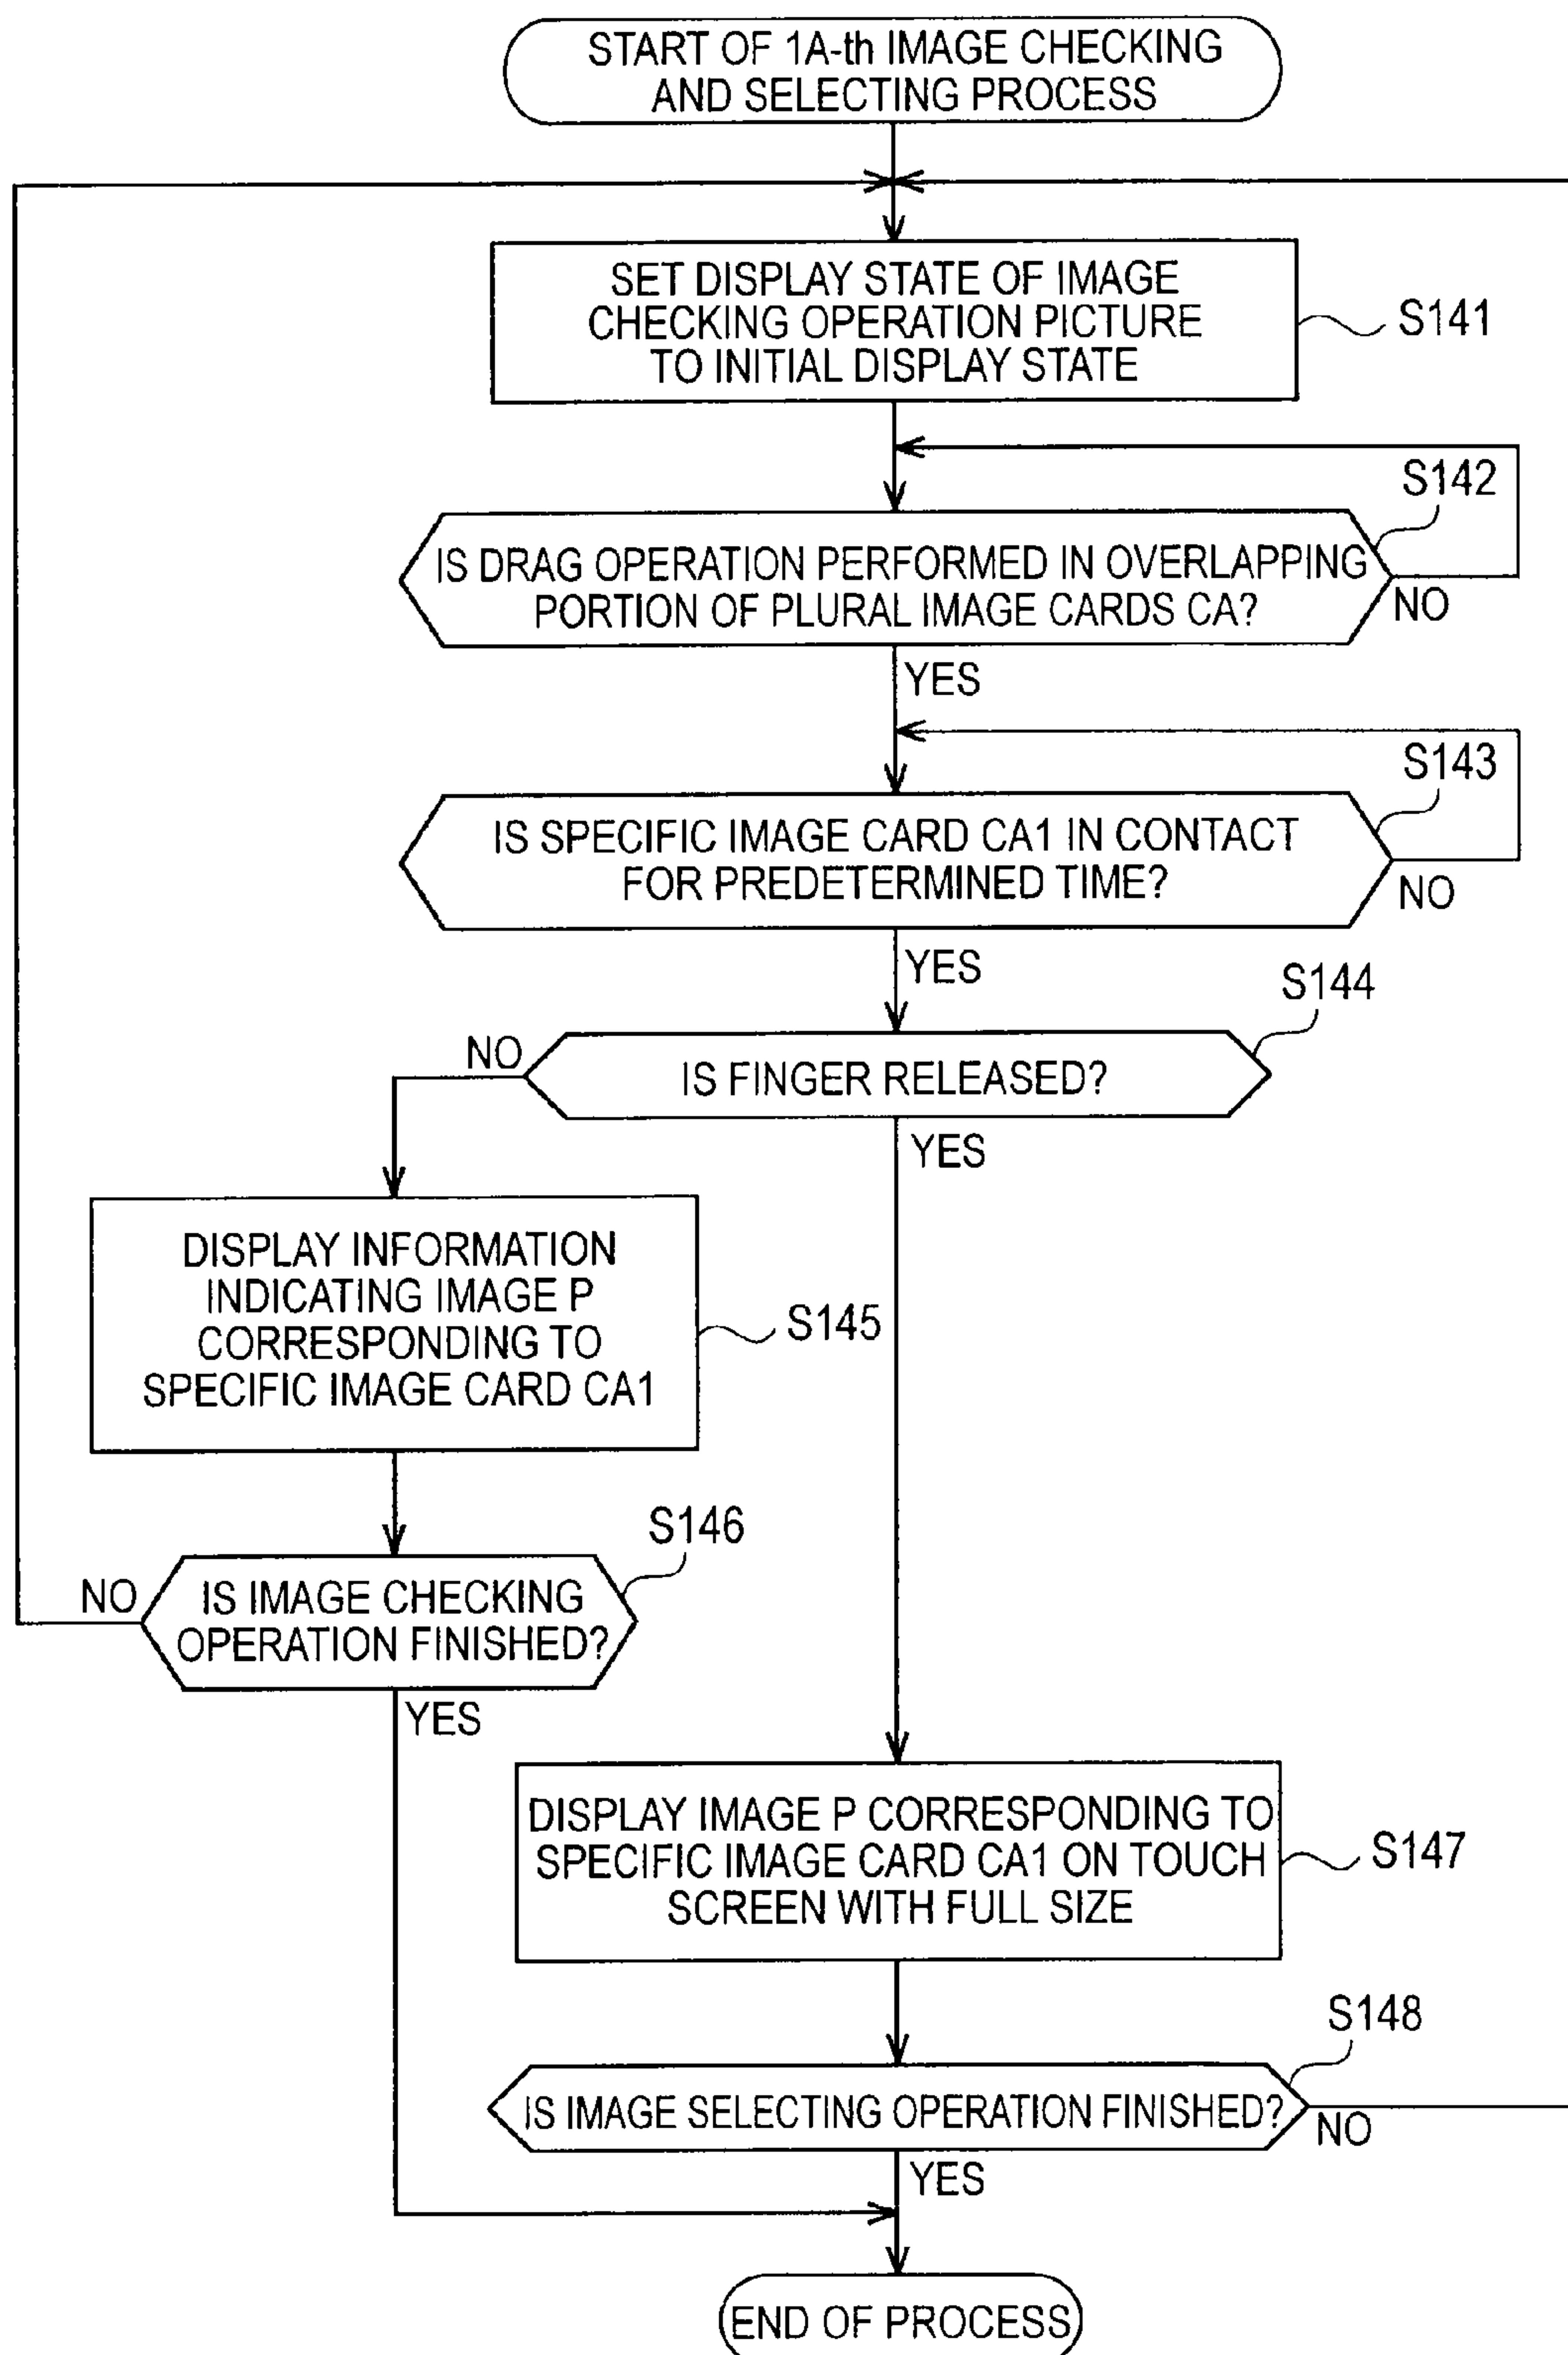 START OF 1A-th IMAGE CHECKING
AND SELECTING PROCESS
SET DISPLAY STATE OF IMAGE
CHECKING OPERATION PICTURE
TO INITIAL DISPLAY STATE
S141
S142
IS DRAG OPERATION PERFORMED IN OVERLAPPING
PORTION OF PLURAL IMAGE CARDS CA?
NO
YES
S143
IS SPECIFIC IMAGE CARD CA1 IN CONTACT
FOR PREDETERMINED TIME?
NO
YES
S144
NO
IS FINGER RELEASED?
YES
DISPLAY INFORMATION
INDICATING IMAGE P
CORRESPONDING TO
SPECIFIC IMAGE CARD CA1
S145
S146
NO
IS IMAGE CHECKING
OPERATION FINISHED?
YES
DISPLAY IMAGE P CORRESPONDING TO
SPECIFIC IMAGE CARD CA1 ON TOUCH
SCREEN WITH FULL SIZE
S147
S148
IS IMAGE SELECTING OPERATION FINISHED?
NO
YES
END OF PROCESS